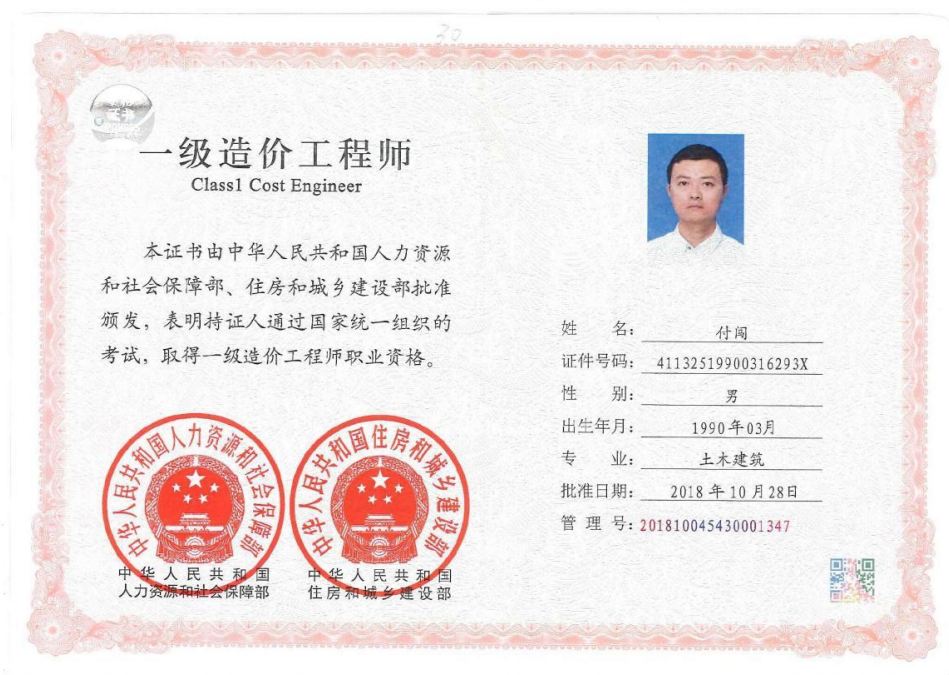 30
一级造价工程师
Class1 Cost Engineer
本证书由中华人民共和国人力资源
和社会保障部、住房和城乡建设部批准
颁发，表明持证人通过国家统一组织的
考试，取得一级造价工程师职业资格。
中华人民共和国人力资源和社会保障部
中华人民共和国住房和城乡建设部
中华人民共和国
人力资源和社会保障部
中华人民共和国
住房和城乡建设部
姓 名： 付闯
证件号码： 41132519900316293X
性 别： 男
出生年月： 1990年03月
专 业： 土木建筑
批准日期： 2018年10月28日
管 理 号：201810045430001347